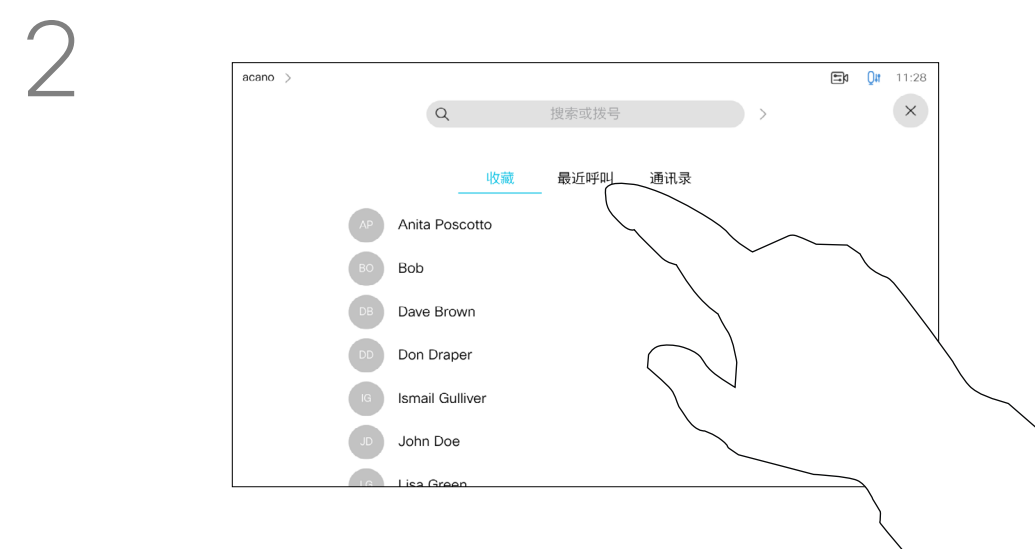 2
acano >
11:28
搜索或拨号
收藏 最近呼叫 通讯录
AP Anita Poscotto
BO Bob
DB Dave Brown
DD Don Draper
IG Ismail Gulliver
JD John Doe
LG Lisa Green